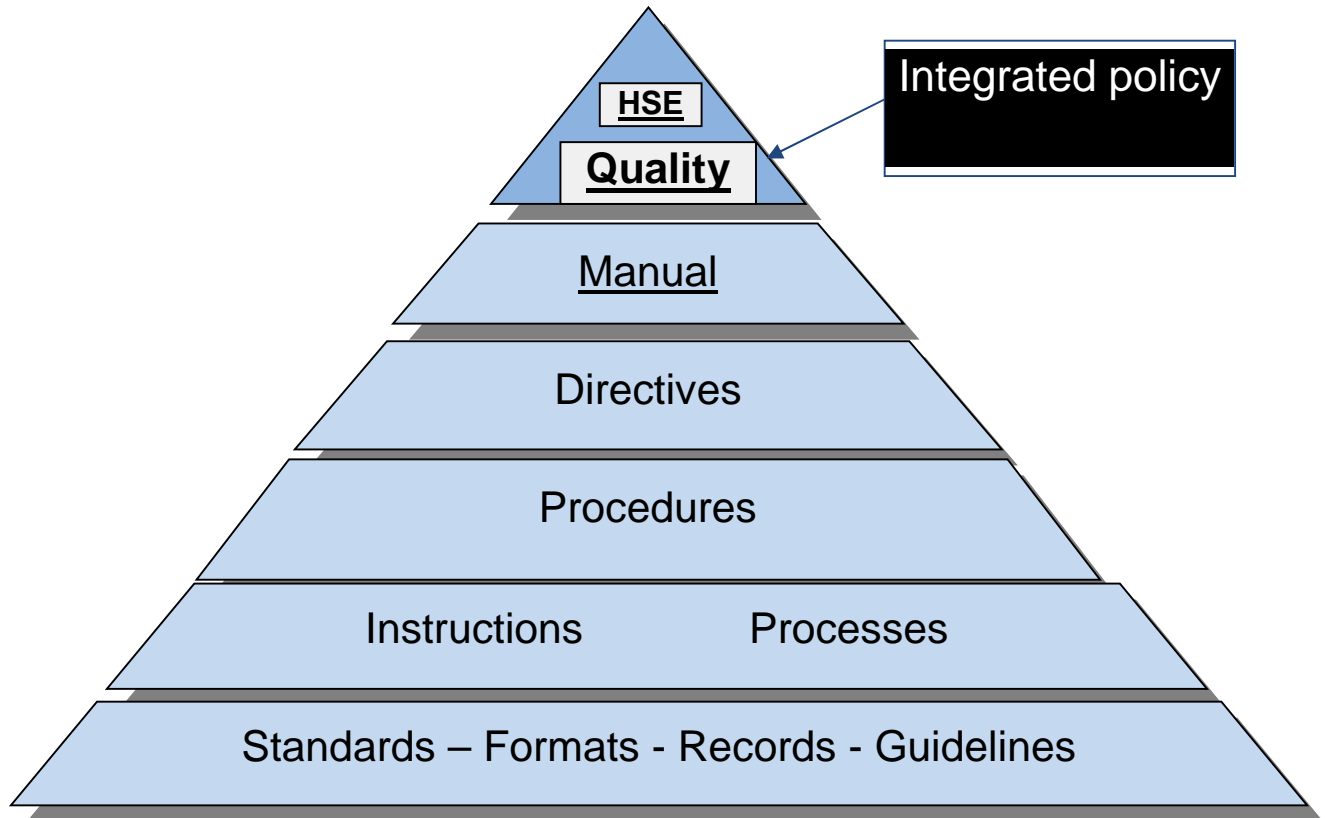 HSE
Integrated policy
Quality
Manual
Directives
Procedures
Instructions Processes
Standards – Formats - Records - Guidelines